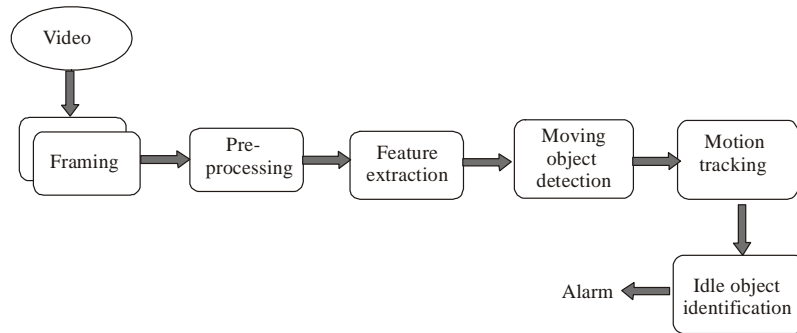 Video
Framing
Pre-
processing
Feature
extraction
Moving
object
detection
Motion
tracking
Idle object
identification
Alarm